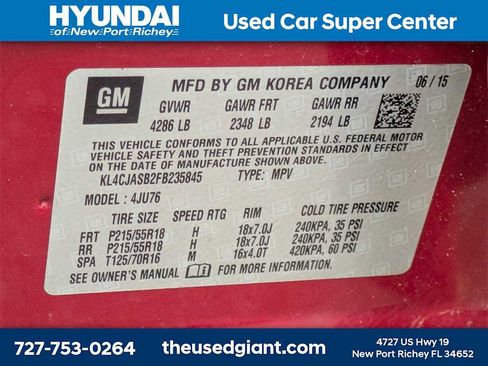 HYUNDAI
of New Port Richey
Used Car Super Center
GM
MFD BY GM KOREA COMPANY 06/15
GVWR GAWR FRT GAWR RR
4286 LB 2348 LB 2194 LB
THIS VEHICLE CONFORMS TO ALL APPLICABLE U.S. FEDERAL MOTOR
VEHICLE SAFETY AND THEFT PREVENTION STANDARDS IN EFFECT ON
THE DATE OF MANUFACTURE SHOWN ABOVE.
KL4CJASB2FB235845 TYPE: MPV
MODEL: 4JU76
TIRE SIZE SPEED RTG RIM COLD TIRE PRESSURE
FRT P215/55R18 H 18x7.0J 240KPA, 35 PSI
RR P215/55R18 H 18x7.0J 240KPA, 35 PSI
SPA T125/70R16 M 16x4.0T 420KPA, 60 PSI
SEE OWNER'S MANUAL i FOR MORE INFORMATION.
727-753-0264
theusedgiant.com
4727 US Hwy 19
New Port Richey FL 34652